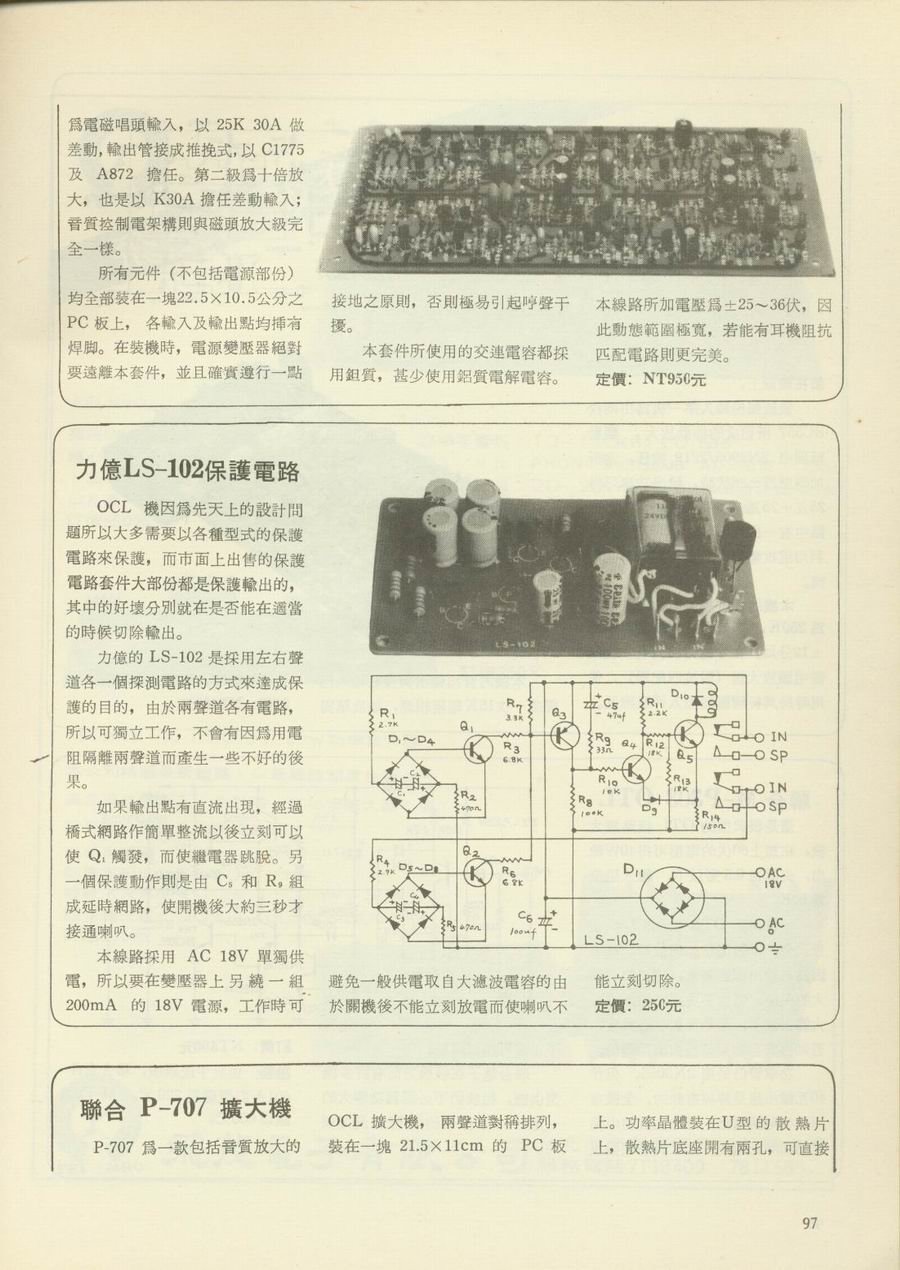 爲電磁唱頭輸入，以 25K 30A 做
差動，輸出管接成推挽式，以 C1775
及 A872 擔任。第二級爲十倍放
大，也是以 K30A 擔任差動輸入；
音質控制電架構則與磁頭放大級完
全一樣。
所有元件（不包括電源部份）
均全部裝在一塊22.5×10.5公分之
PC 板上，各輸入及輸出點均揷有
焊脚。在裝機時，電源變壓器絕對
要遠離本套件，並且確實遵行一點
接地之原則，否則極易引起哼聲干
擾。
本套件所使用的交連電容都採
用鉭質，甚少使用鋁質電解電容。
本線路所加電壓爲±25～36伏，因
此動態範圍極寬，若能有耳機阻抗
匹配電路則更完美。
定價：NT950元
力億LS-102保護電路
OCL 機因爲先天上的設計問
題所以大多需要以各種型式的保護
電路來保護，而市面上出售的保護
電路套件大部份都是保護輸出的，
其中的好壞分別就在是否能在適當
的時候切除輸出。
力億的 LS-102 是採用左右聲
道各一個探測電路的方式來達成保
護的目的，由於兩聲道各有電路，
所以可獨立工作，不會有因爲用電
阻隔離兩聲道而產生一些不好的後
果。
如果輸出點有直流出現，經過
橋式網路作簡單整流以後立刻可以
使 Q₁ 觸發，而使繼電器跳脫。另
一個保護動作則是由 C₅ 和 R₉ 組
成延時網路，使開機後大約三秒才
接通喇叭。
本線路採用 AC 18V 單獨供
電，所以要在變壓器上另繞一組
200mA 的 18V 電源，工作時可
LS-102
IN IN
R1
2.7K
D1~D4
C1
C2
Q1
R2
470Ω
R7
3.3K
R3
6.8K
Q3
C5
47uf
R9
33Ω
Q4
R10
10K
R8
100K
R11
2.2K
R12
18K
D10
Q5
R13
18K
D9
R14
150Ω
IN
SP
IN
SP
R4
2.7K
D5~D8
C3
C4
Q2
R5 470Ω
R6
6.8K
C6
100uf
D11
AC
18V
AC
0
LS-102
避免一般供電取自大濾波電容的由
於關機後不能立刻放電而使喇叭不
能立刻切除。
定價：250元
聯合 P-707 擴大機
P-707 爲一款包括音質放大的
OCL 擴大機，兩聲道對稱排列，
裝在一塊 21.5×11cm 的 PC 板
上。功率晶體裝在U型的散熱片
上，散熱片底座開有兩孔，可直接
97